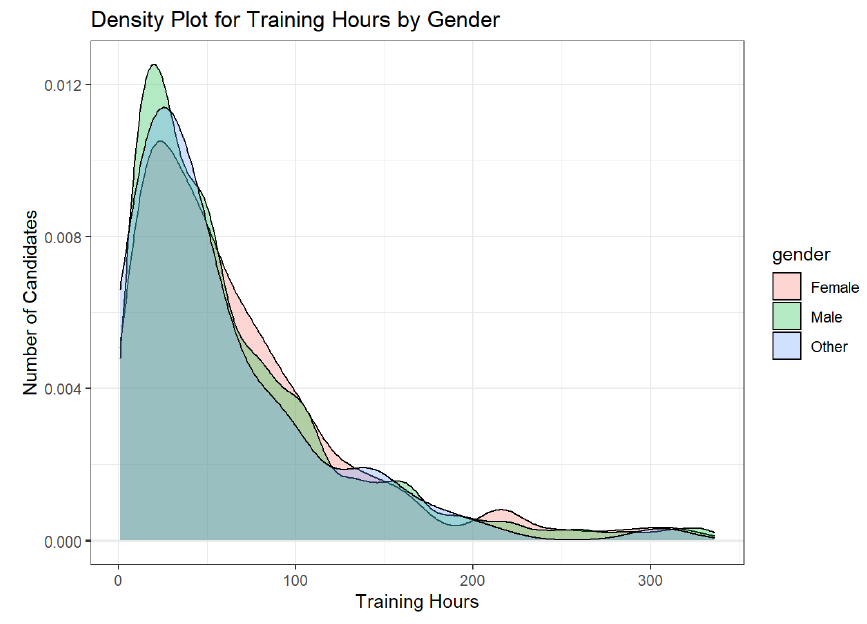 Density Plot for Training Hours by Gender
Number of Candidates
0.012
0.008
0.004
0.000
0
100
200
300
Training Hours
gender
Female
Male
Other